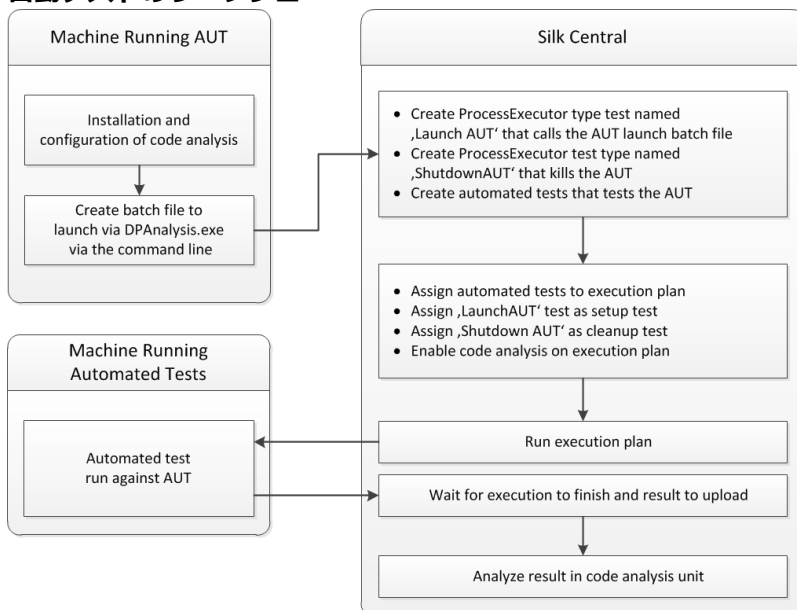 Machine Running AUT
Installation and
configuration of code analysis
Create batch file to
launch via DPAnalysis.exe
via the command line
Silk Central
• Create ProcessExecutor type test named
‚Launch AUT‘ that calls the AUT launch batch file
• Create ProcessExecutor test type named
‚ShutdownAUT‘ that kills the AUT
• Create automated tests that tests the AUT
• Assign automated tests to execution plan
• Assign ‚LaunchAUT‘ test as setup test
• Assign ‚Shutdown AUT‘ as cleanup test
• Enable code analysis on execution plan
Machine Running
Automated Tests
Automated test
run against AUT
Run execution plan
Wait for execution to finish and result to upload
Analyze result in code analysis unit